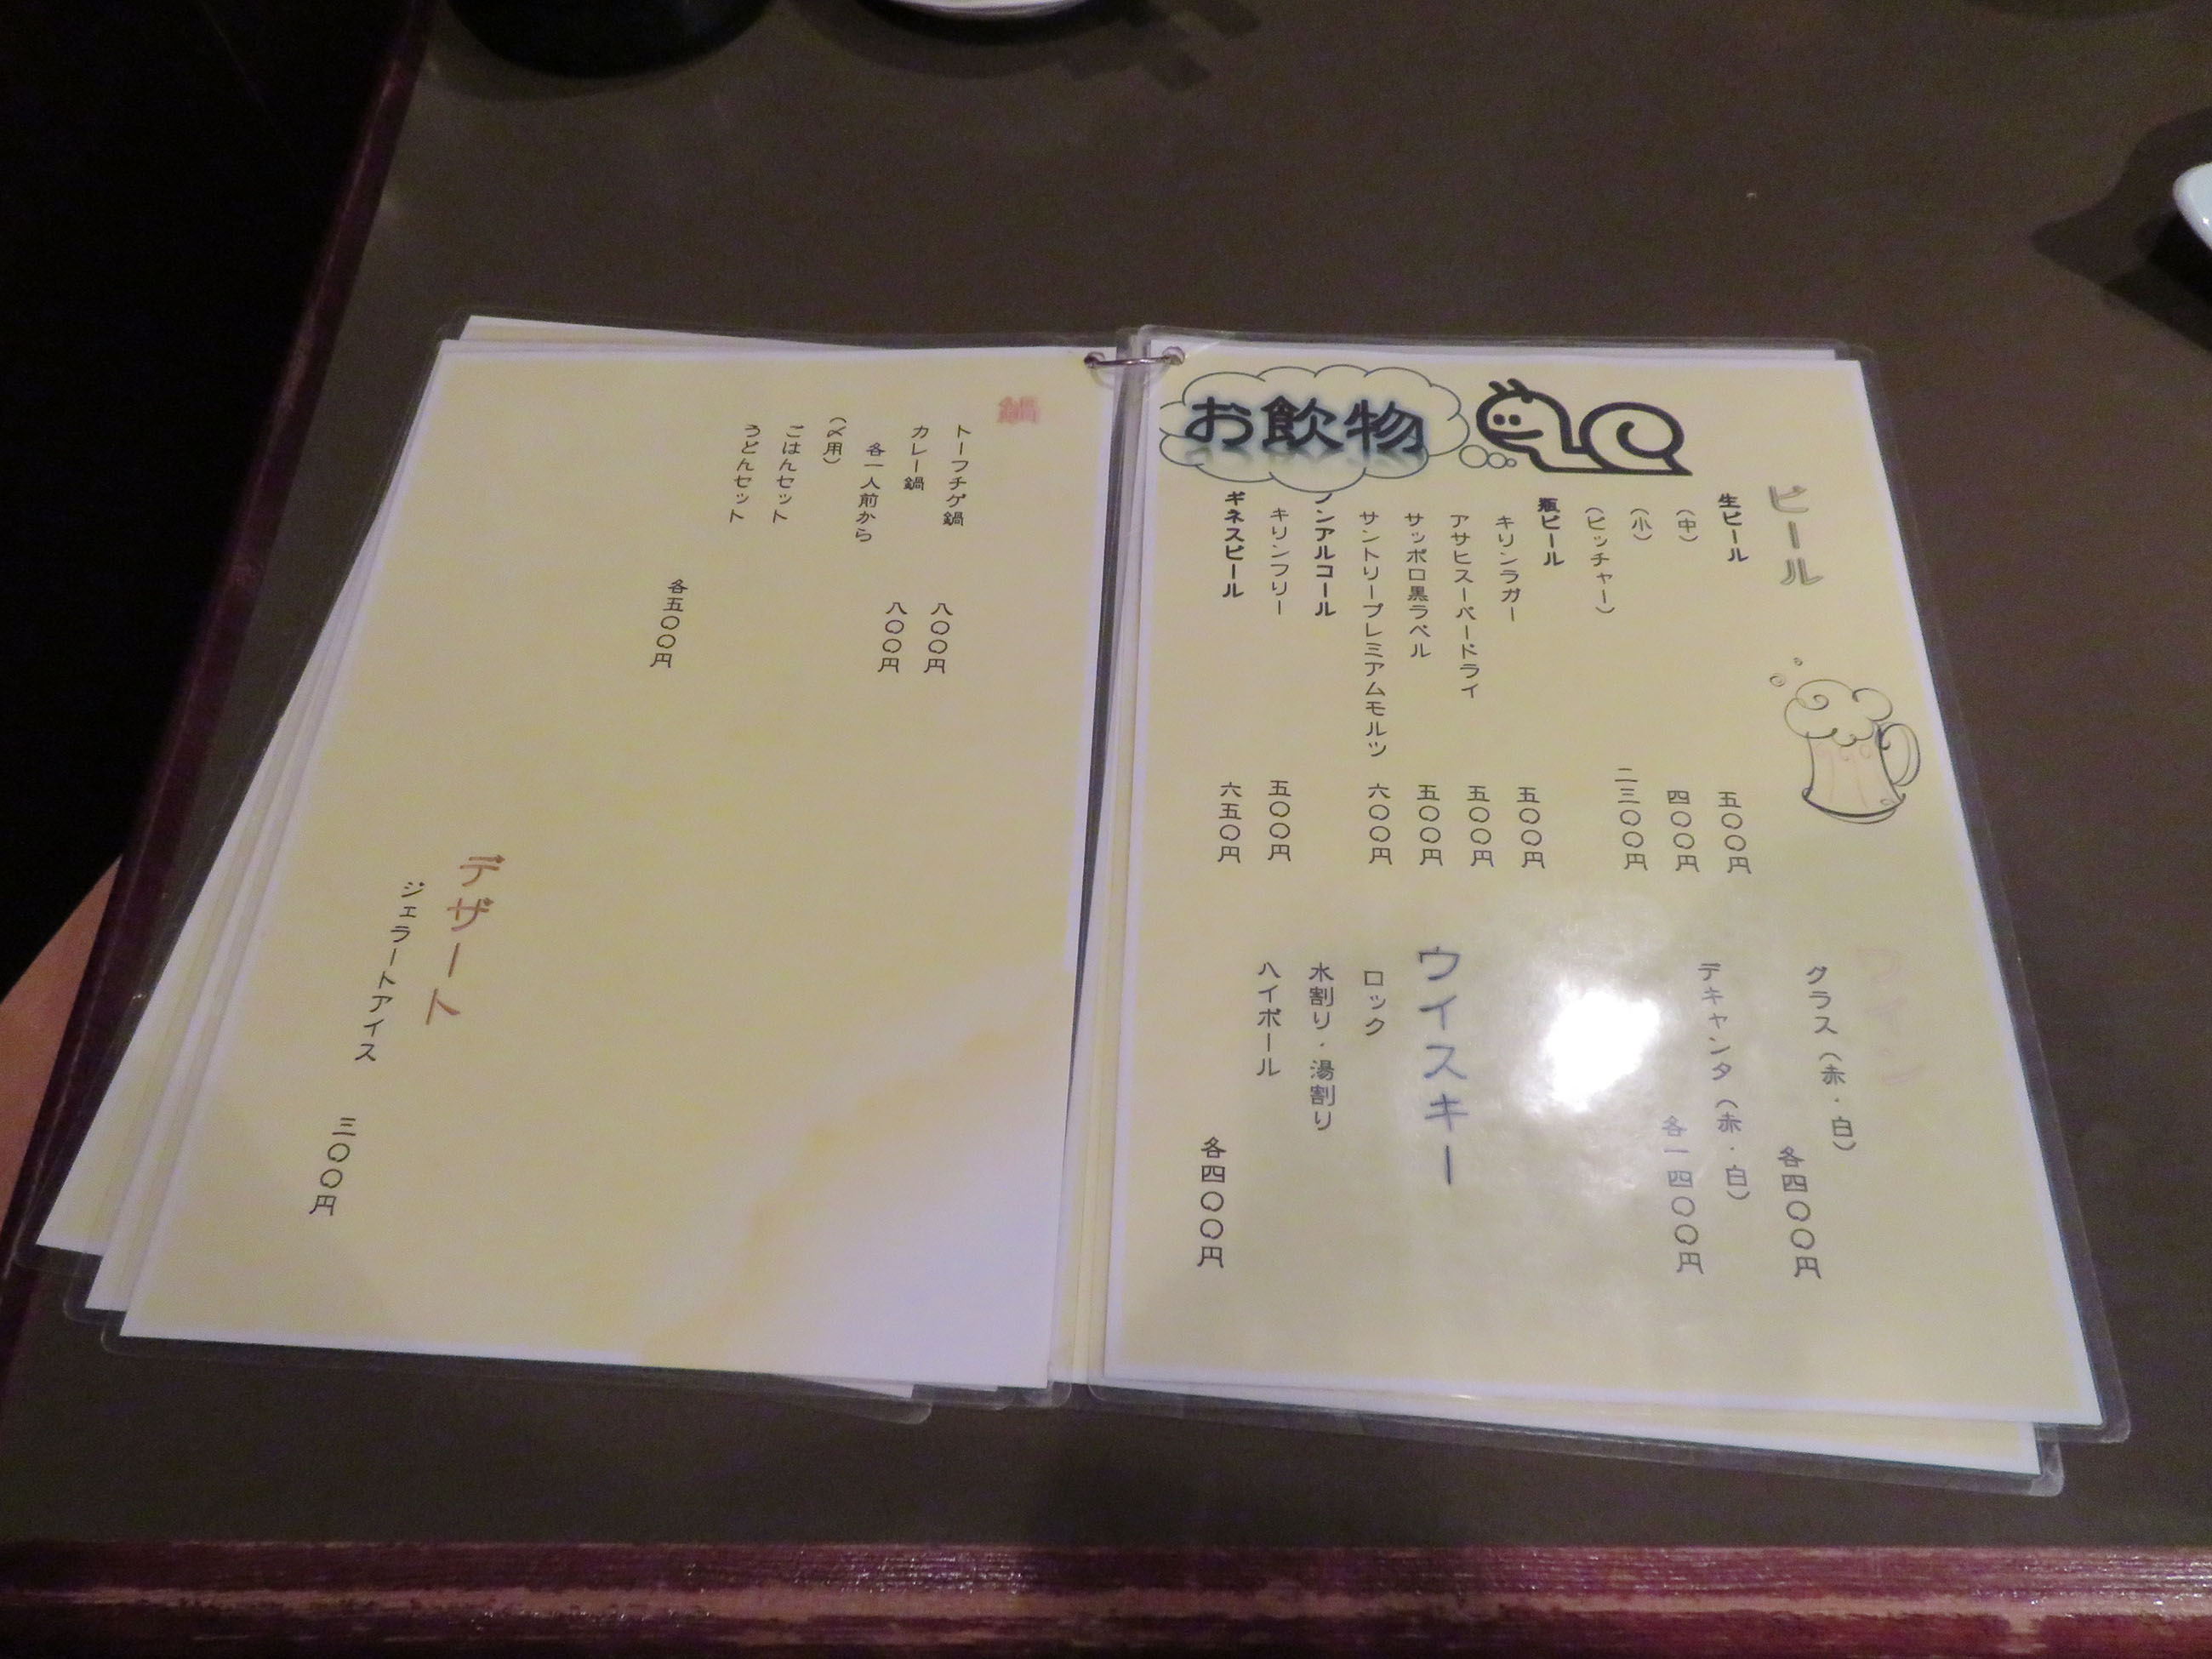 お飲物
ビール
生ビール
(中) 五〇〇円
(小) 四〇〇円
(ピッチャー) 二三〇〇円
瓶ビール
キリンラガー 五〇〇円
アサヒスーパードライ 五〇〇円
サッポロ黒ラベル 五〇〇円
サントリープレミアムモルツ 六〇〇円
ノンアルコール
キリンフリー 五〇〇円
ギネスビール 六五〇円
ワイン
グラス(赤・白)
各四〇〇円
デキャンタ(赤・白)
各一四〇〇円
ウイスキー
ロック
水割り・湯割り
ハイボール
各四〇〇円
鍋
トーフチゲ鍋 八〇〇円
カレー鍋 八〇〇円
各一人前から
(〆用)
ごはんセット
うどんセット
各五〇〇円
デザート
ジェラートアイス 三〇〇円